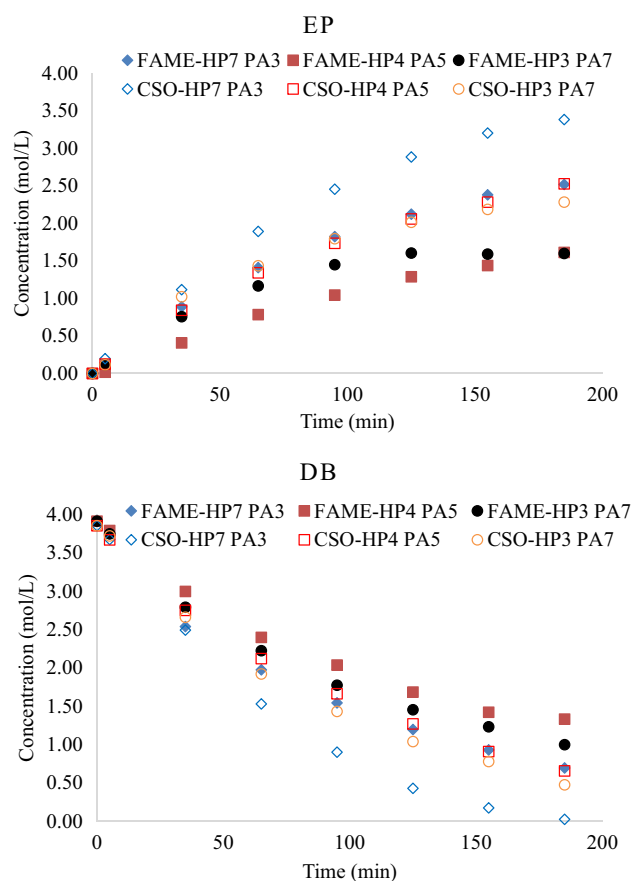 EP
FAME-HP7 PA3 FAME-HP4 PA5 FAME-HP3 PA7
CSO-HP7 PA3 CSO-HP4 PA5 CSO-HP3 PA7
4.00
3.50
3.00
2.50
2.00
1.50
1.00
0.50
0.00
Concentration (mol/L)
0 50 100 150 200
Time (min)
DB
FAME-HP7 PA3 FAME-HP4 PA5 FAME-HP3 PA7
CSO-HP7 PA3 CSO-HP4 PA5 CSO-HP3 PA7
4.00
3.50
3.00
2.50
2.00
1.50
1.00
0.50
0.00
Concentration (mol/L)
0 50 100 150 200
Time (min)